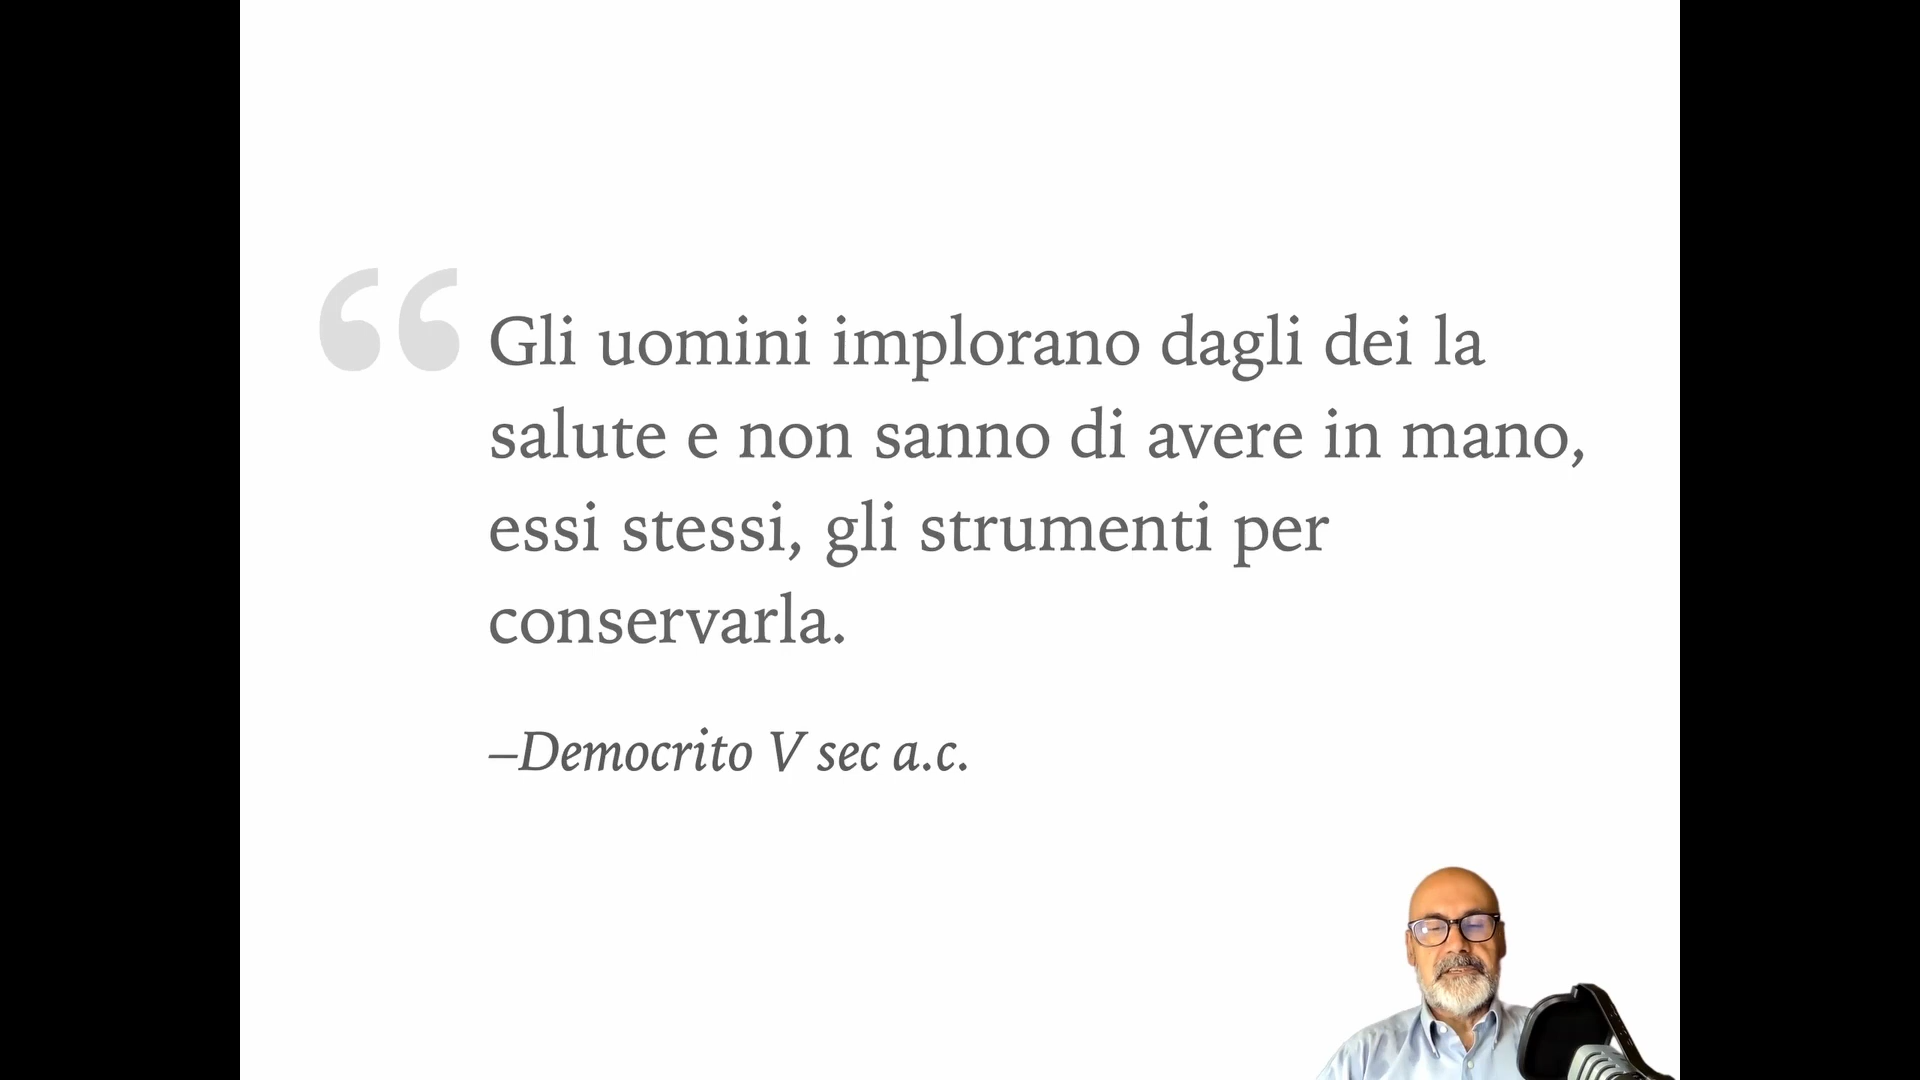 “
Gli uomini implorano dagli dei la
salute e non sanno di avere in mano,
essi stessi, gli strumenti per
conservarla.
–Democrito V sec a.c.